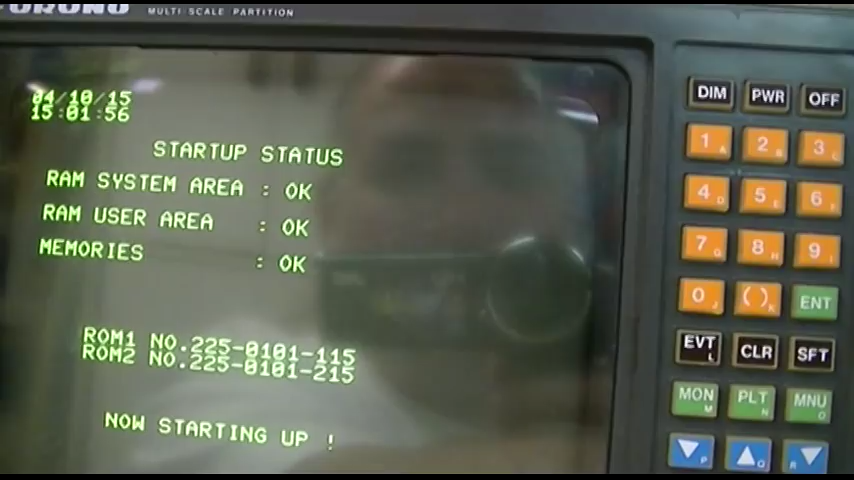 FURUNO MULTI-SCALE PARTITION
04/10/15
15:01:56
STARTUP STATUS
RAM SYSTEM AREA : OK
RAM USER AREA : OK
MEMORIES : OK
ROM1 NO.225-0101-115
ROM2 NO.225-0101-215
NOW STARTING UP !
DIM PWR OFF
1 A 2 B 3 C
4 D 5 E 6 F
7 G 8 H 9 I
0 J ( ) K ENT
EVT L CLR SFT
MON M PLT N MNU O
▼ P ▲ Q ▼ R